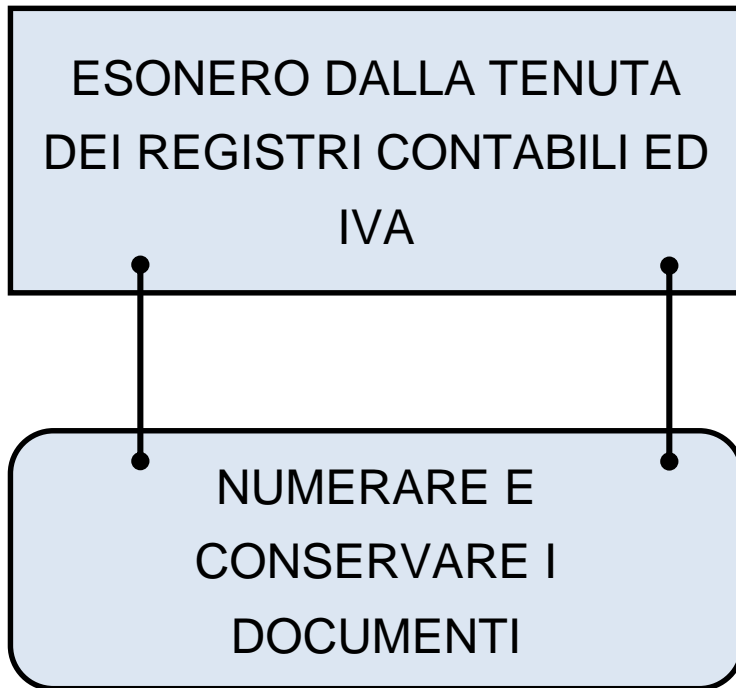 ESONERO DALLA TENUTA
DEI REGISTRI CONTABILI ED
IVA
NUMERARE E
CONSERVARE I
DOCUMENTI